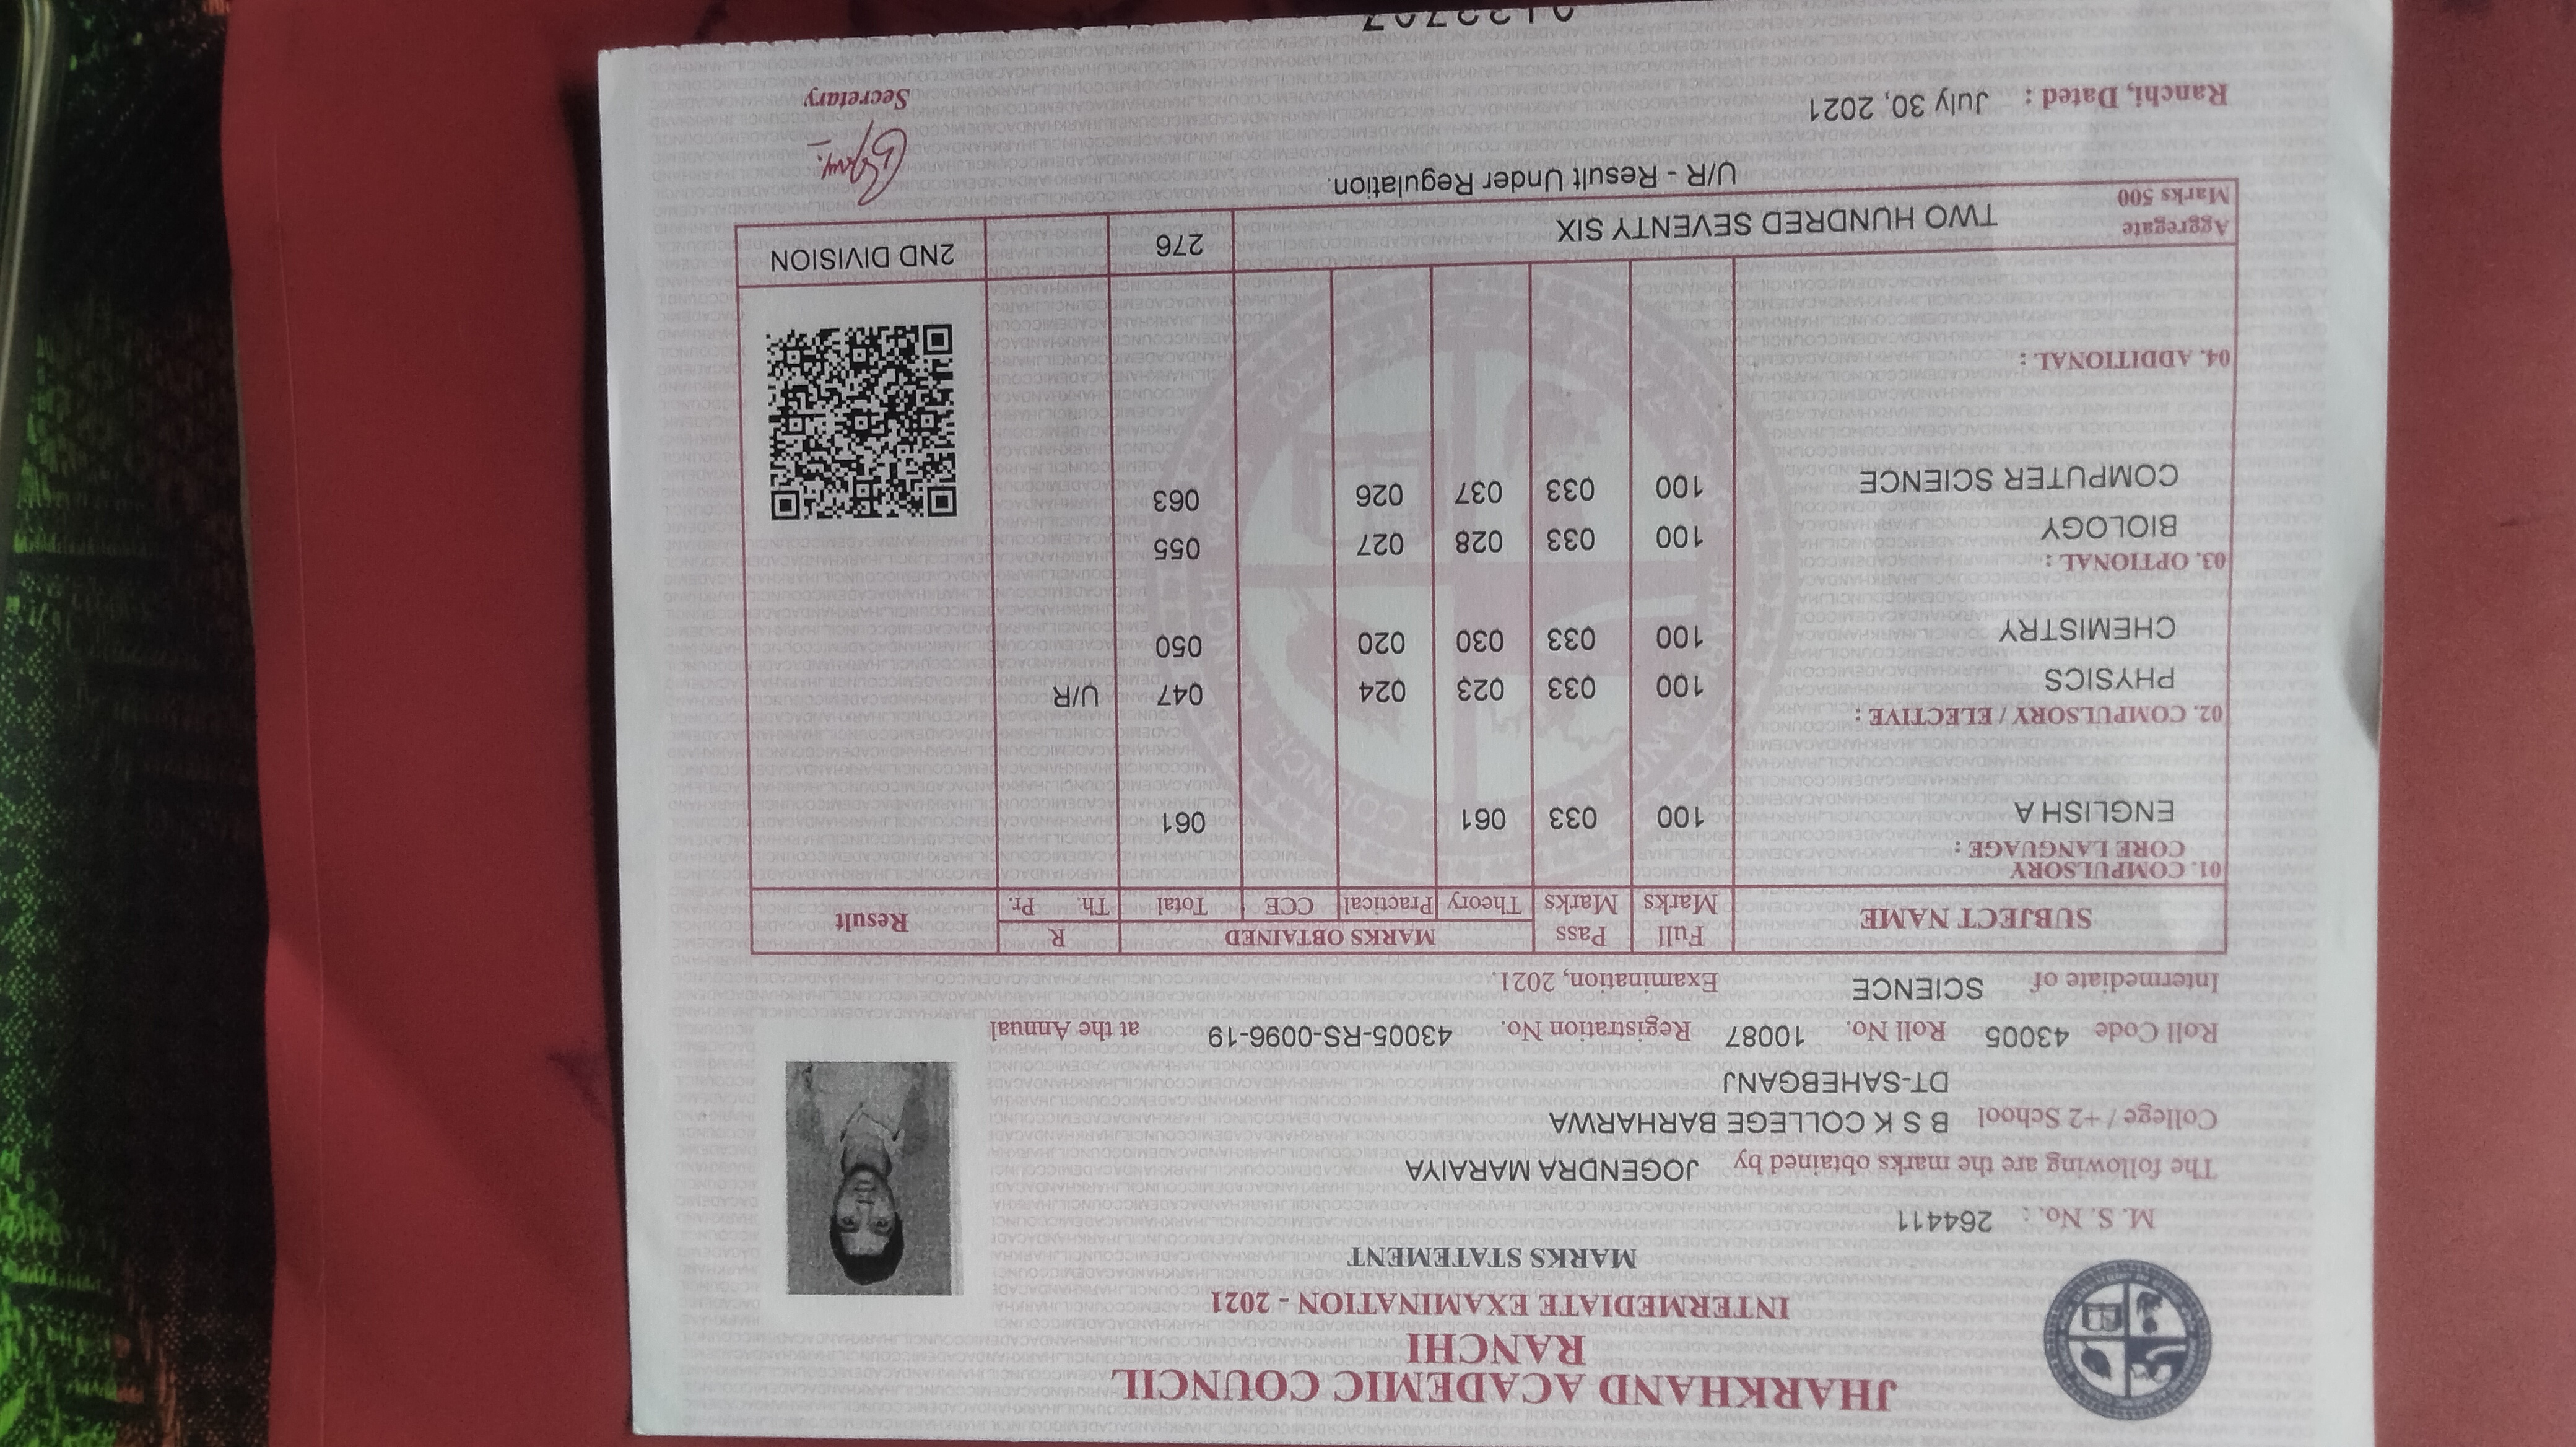 JHARKHAND ACADEMIC COUNCIL
RANCHI
INTERMEDIATE EXAMINATION - 2021
MARKS STATEMENT
M. S. No. : 264411
The following are the marks obtained by JOGENDRA MARAIYA
College / +2 School B S K COLLEGE BARHARWA
DT-SAHEBGANJ
Roll Code 43005 Roll No. 10087 Registration No. 43005-RS-0096-19 at the Annual
Intermediate of SCIENCE Examination, 2021.
SUBJECT NAME Full Marks Pass Marks MARKS OBTAINED R Result
Theory Practical CCE Total Th. Pr.
01. COMPULSORY
CORE LANGUAGE :
ENGLISH A 100 033 061 061
02. COMPULSORY / ELECTIVE :
PHYSICS 100 033 023 024 047 U/R
CHEMISTRY 100 033 030 020 050
03. OPTIONAL :
BIOLOGY 100 033 028 027 055
COMPUTER SCIENCE 100 033 037 026 063
04. ADDITIONAL :
Aggregate
Marks 500 TWO HUNDRED SEVENTY SIX 276 2ND DIVISION
U/R - Result Under Regulation.
Ranchi, Dated : July 30, 2021
Secretary